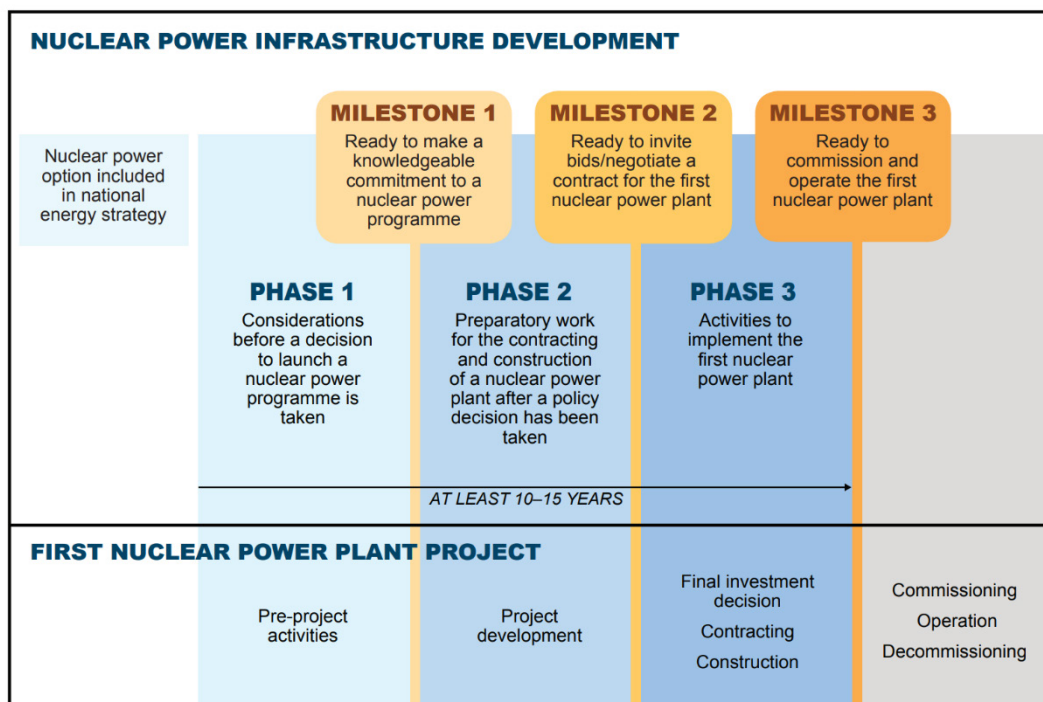 NUCLEAR POWER INFRASTRUCTURE DEVELOPMENT
Nuclear power
option included
in national
energy strategy
MILESTONE 1
Ready to make a
knowledgeable
commitment to a
nuclear power
programme
MILESTONE 2
Ready to invite
bids/negotiate a
contract for the first
nuclear power plant
MILESTONE 3
Ready to
commission and
operate the first
nuclear power plant
PHASE 1
Considerations
before a decision
to launch a
nuclear power
programme is
taken
PHASE 2
Preparatory work
for the contracting
and construction
of a nuclear power
plant after a policy
decision has been
taken
PHASE 3
Activities to
implement the
first nuclear
power plant
AT LEAST 10–15 YEARS
FIRST NUCLEAR POWER PLANT PROJECT
Pre-project
activities
Project
development
Final investment
decision
Contracting
Construction
Commissioning
Operation
Decommissioning